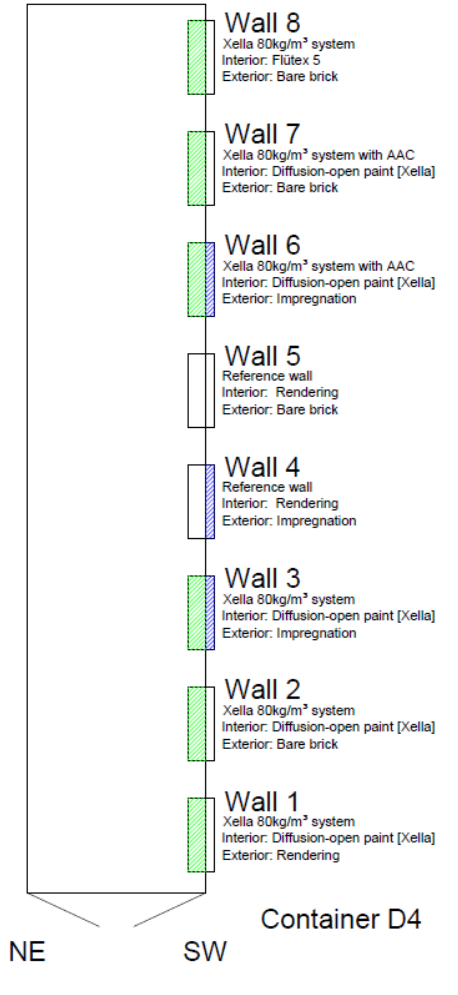 Wall 8
Xella 80kg/m³ system
Interior: Flütex 5
Exterior: Bare brick
Wall 7
Xella 80kg/m³ system with AAC
Interior: Diffusion-open paint [Xella]
Exterior: Bare brick
Wall 6
Xella 80kg/m³ system with AAC
Interior: Diffusion-open paint [Xella]
Exterior: Impregnation
Wall 5
Reference wall
Interior: Rendering
Exterior: Bare brick
Wall 4
Reference wall
Interior: Rendering
Exterior: Impregnation
Wall 3
Xella 80kg/m³ system
Interior: Diffusion-open paint [Xella]
Exterior: Impregnation
Wall 2
Xella 80kg/m³ system
Interior: Diffusion-open paint [Xella]
Exterior: Bare brick
Wall 1
Xella 80kg/m³ system
Interior: Diffusion-open paint [Xella]
Exterior: Rendering
Container D4
NE SW